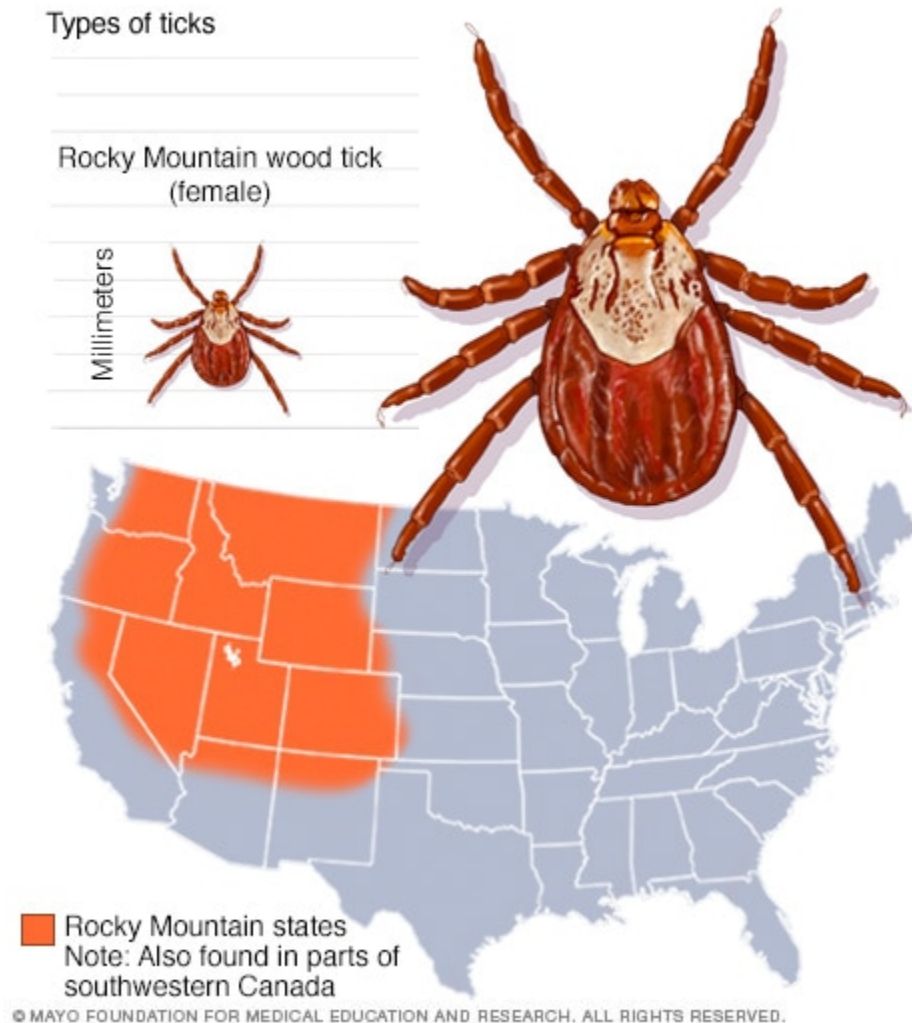 Types of ticks
Rocky Mountain wood tick
(female)
Millimeters
Rocky Mountain states
Note: Also found in parts of
southwestern Canada
© MAYO FOUNDATION FOR MEDICAL EDUCATION AND RESEARCH. ALL RIGHTS RESERVED.